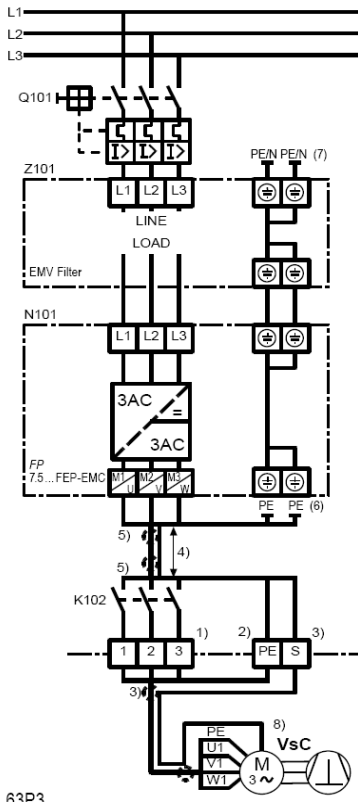 L1
L2
L3
Q101
I> I> I>
PE/N PE/N (7)
Z101
L1 L2 L3
LINE
LOAD
EMV Filter
N101
L1 L2 L3
3AC
=
3AC
FP
7.5...FEP-EMC
M1 U M2 V M3 W
PE PE (6)
5)
4)
5)
K102
1) 2) 3)
1 2 3 PE S
3)
8)
PE
U1
V1
W1
M
3 ~
VsC
63P3